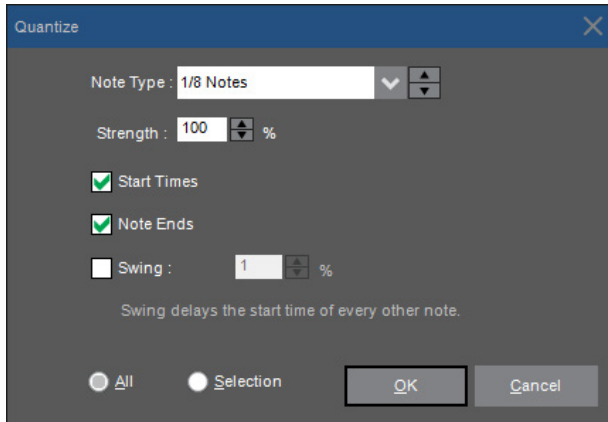 Quantize
Note Type : 1/8 Notes
Strength : 100 %
Start Times
Note Ends
Swing : 1 %
Swing delays the start time of every other note.
All Selection OK Cancel